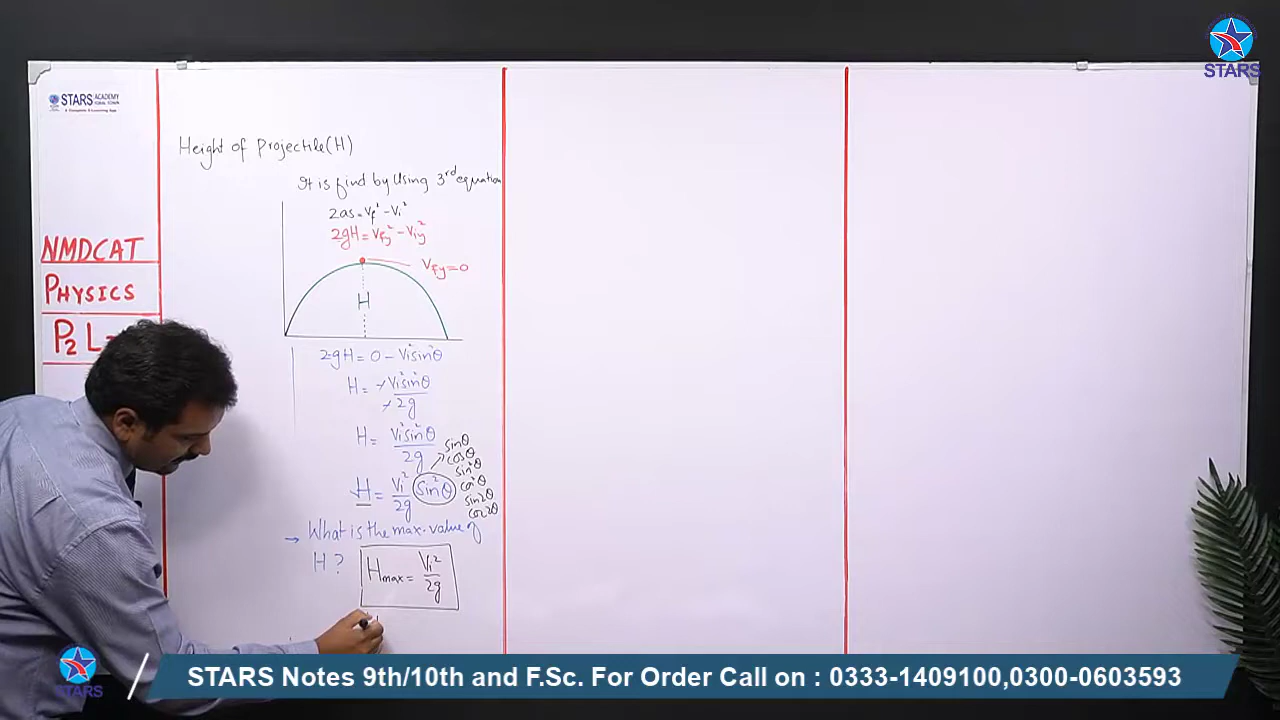 STARS
STARS ACADEMY
NMDCAT
PHYSICS
P₂ L
Height of Projectile (H)
It is find by Using 3rd equation
2as = Vf² - Vi²
2gH = Vfy² - Viy²
Vfy = 0
H
2gH = 0 - Vi²sin²θ
H = -Vi²sin²θ / -2g
H = Vi²sin²θ / 2g
sinθ
cosθ
sin²θ
cos²θ
sin2θ
cos2θ
H = Vi²/2g sin²θ
→ What is the max. value of
H ?
Hmax = Vi²/2g
STARS
STARS Notes 9th/10th and F.Sc. For Order Call on : 0333-1409100,0300-0603593